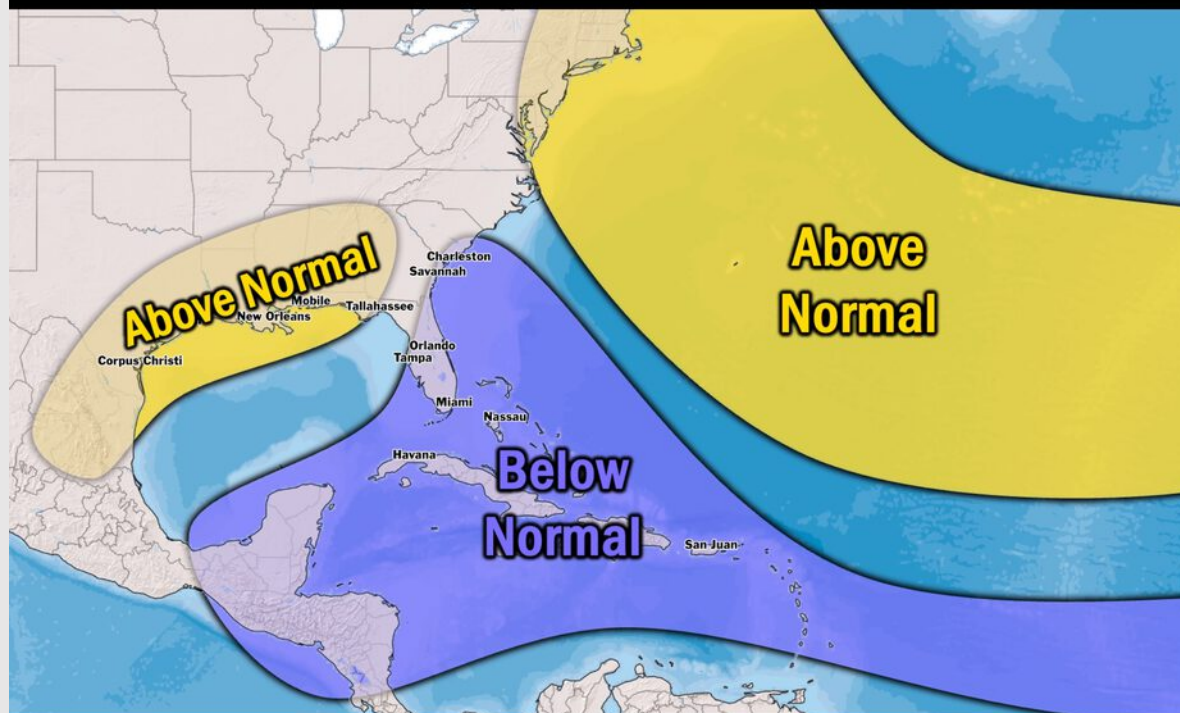 Above
Normal
Above Normal
Charleston
Savannah
Mobile
Tallahassee
New Orleans
Corpus Christi
Orlando
Tampa
Miami
Nassau
Havana
Below
Normal
San Juan